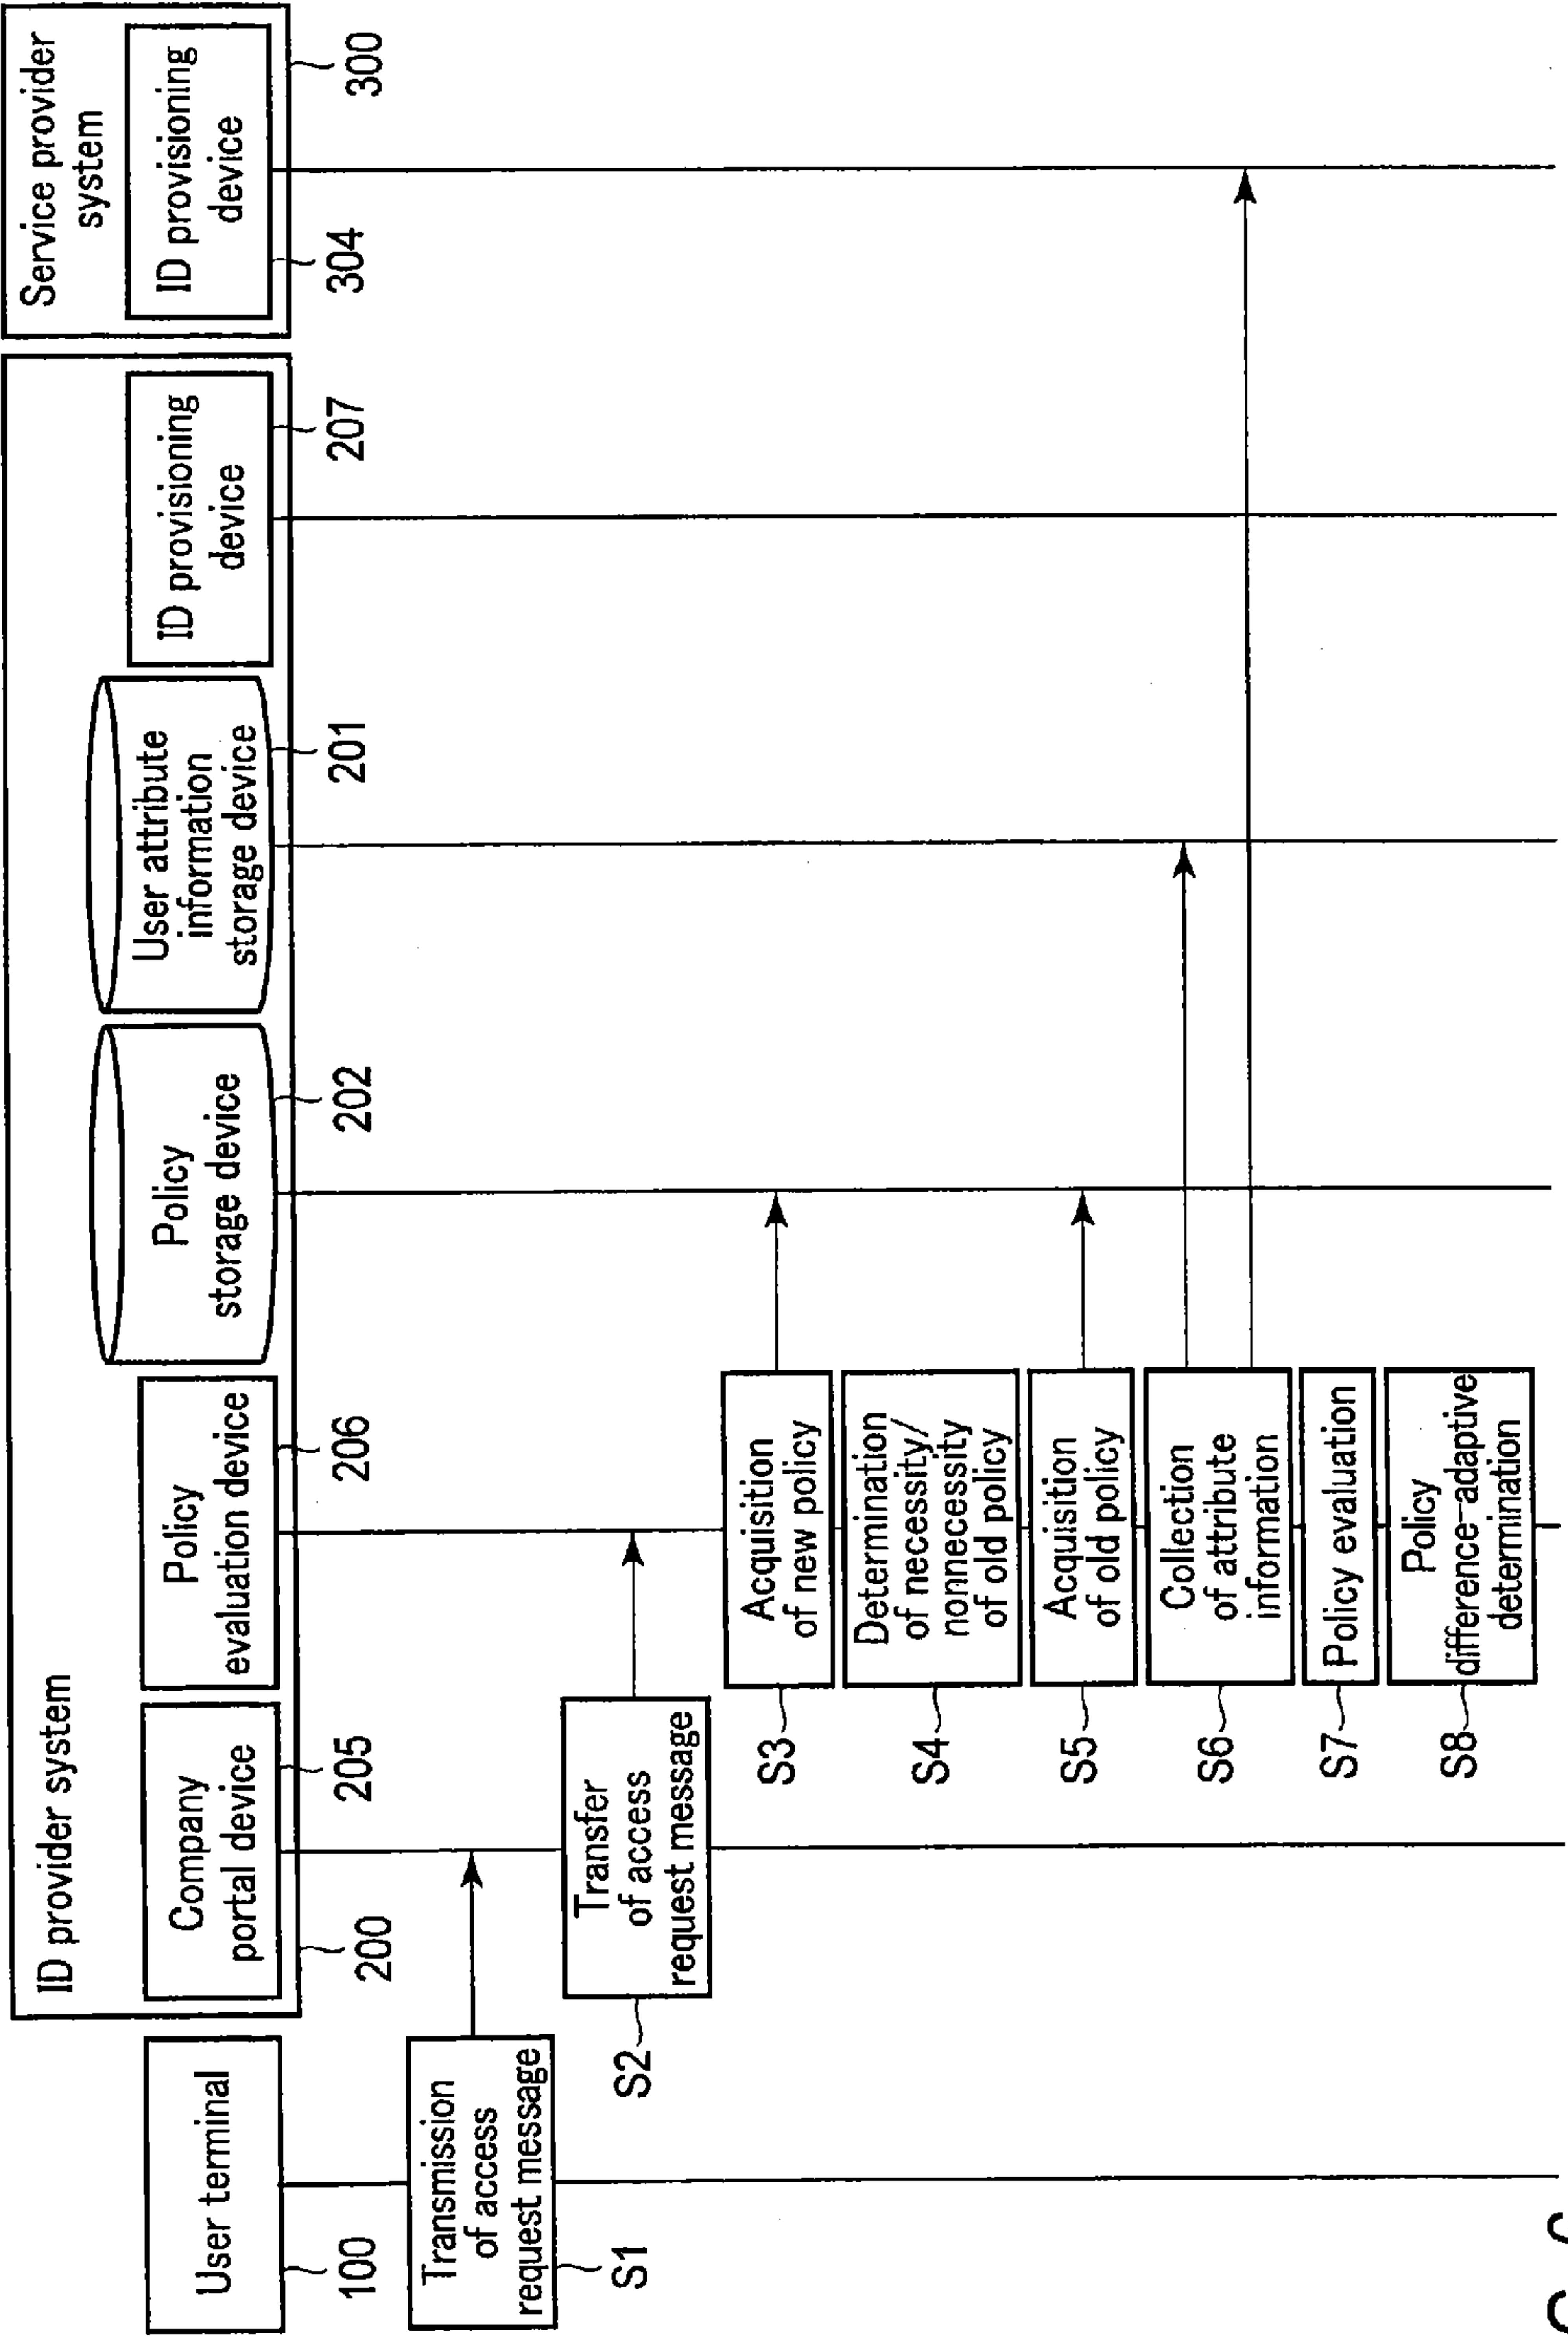 ID provider system
Service provider
system
User terminal
Company
portal device
Policy
evaluation device
Policy
storage device
User attribute
information
storage device
ID provisioning
device
ID provisioning
device
100
200
205
206
202
201
207
304
300
Transmission
of access
request message
S1
Transfer
of access
request message
S2
Acquisition
of new policy
S3
Determination
of necessity/
nonnecessity
of old policy
S4
Acquisition
of old policy
S5
Collection
of attribute
information
S6
Policy evaluation
S7
Policy
difference-adaptive
determination
S8